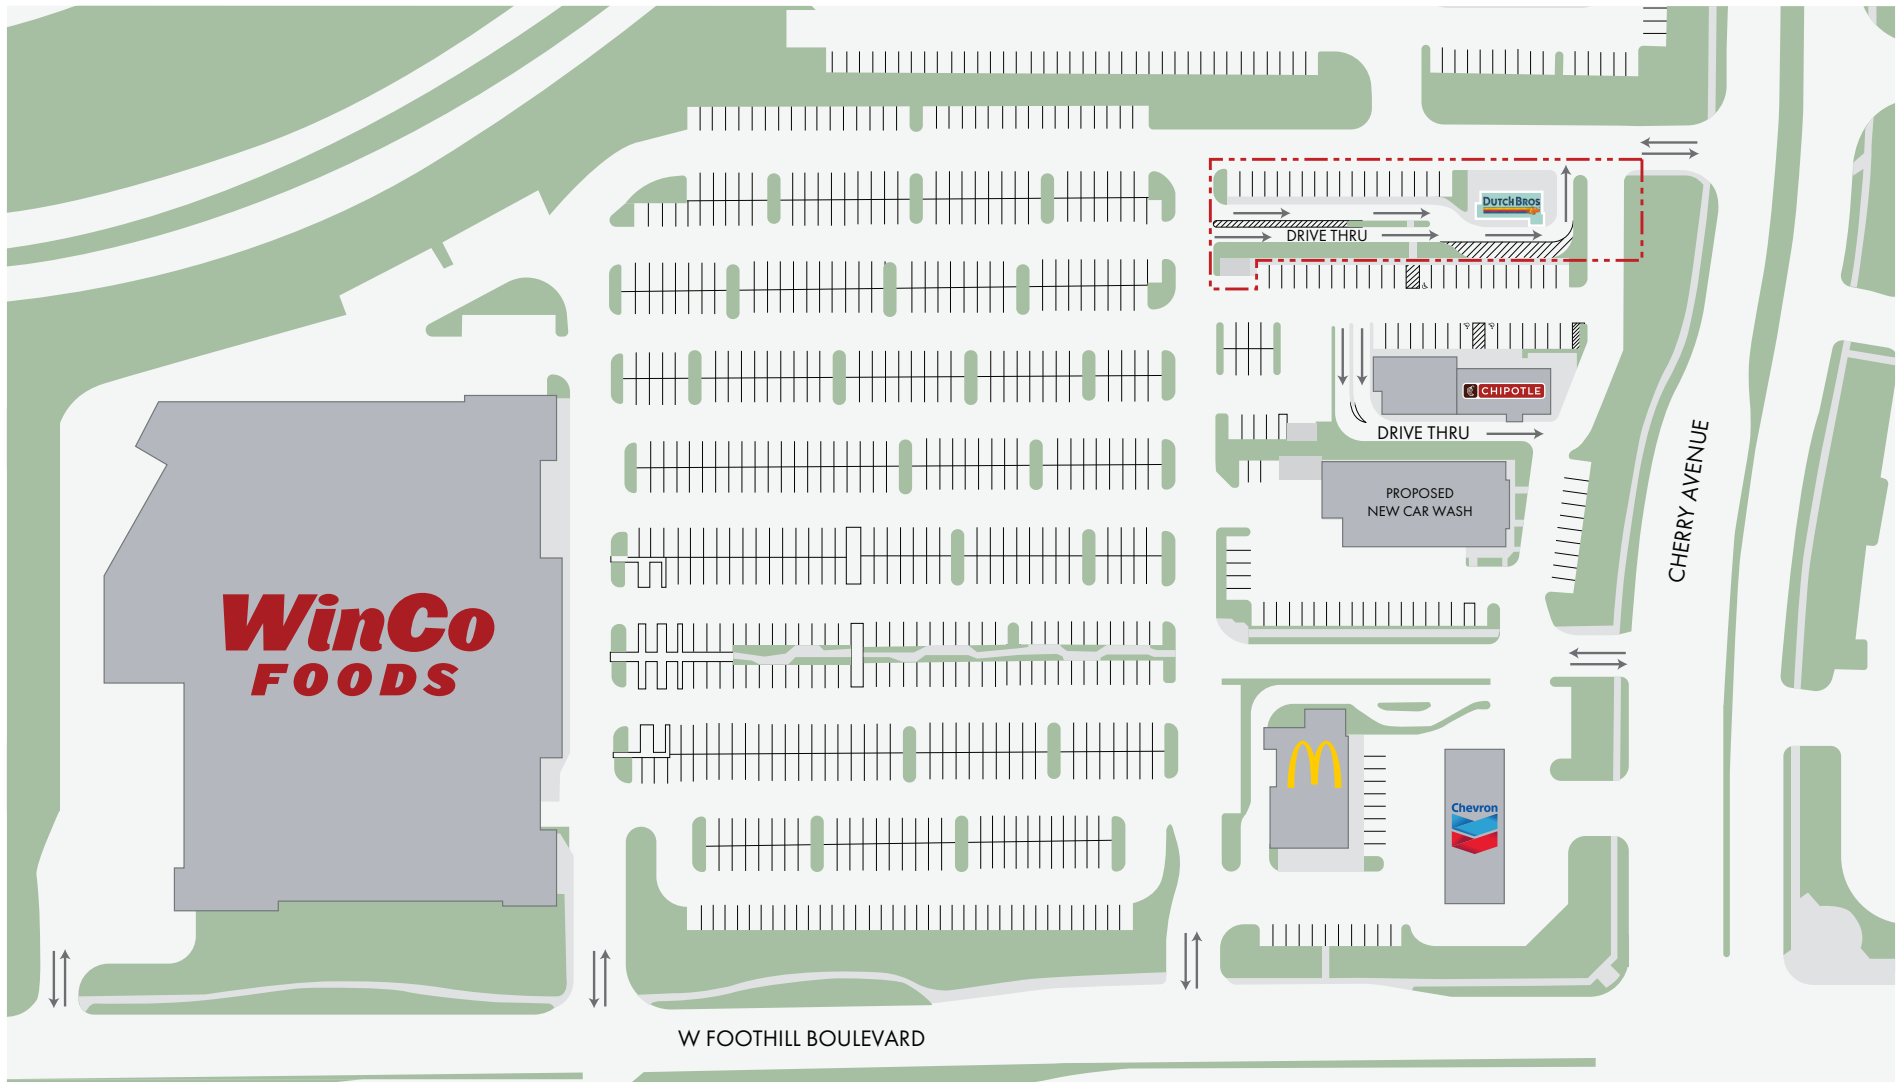 DUTCH BROS
DRIVE THRU
CHIPOTLE
DRIVE THRU
PROPOSED
NEW CAR WASH
CHERRY AVENUE
WinCo
FOODS
Chevron
W FOOTHILL BOULEVARD